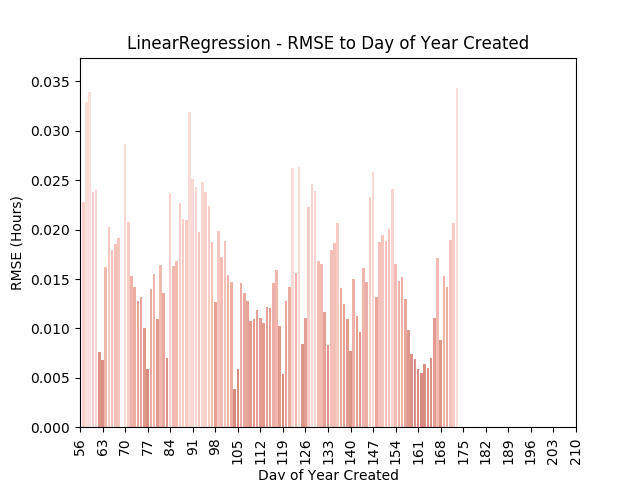 LinearRegression - RMSE to Day of Year Created
RMSE (Hours)
0.035
0.030
0.025
0.020
0.015
0.010
0.005
0.000
56 63 70 77 84 91 98 105 112 119 126 133 140 147 154 161 168 175 182 189 196 203 210
Day of Year Created